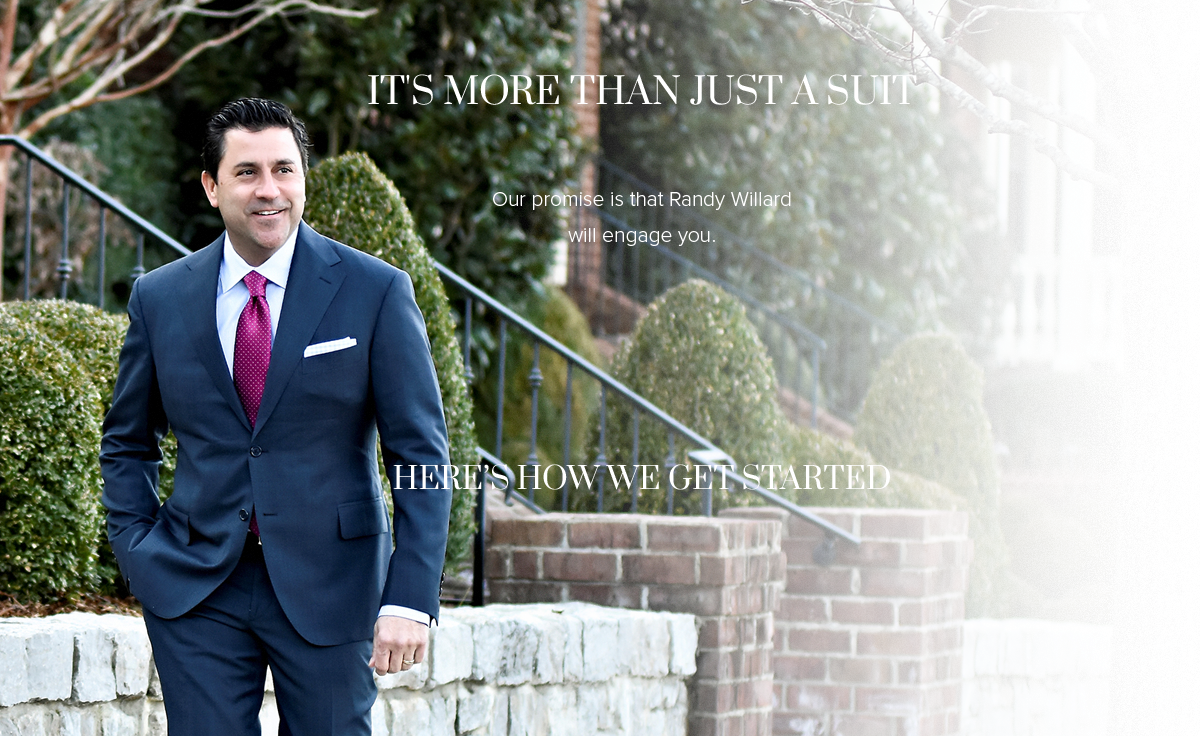 IT'S MORE THAN JUST A SUIT
Our promise is that Randy Willard
will engage you.
HERE’S HOW WE GET STARTED